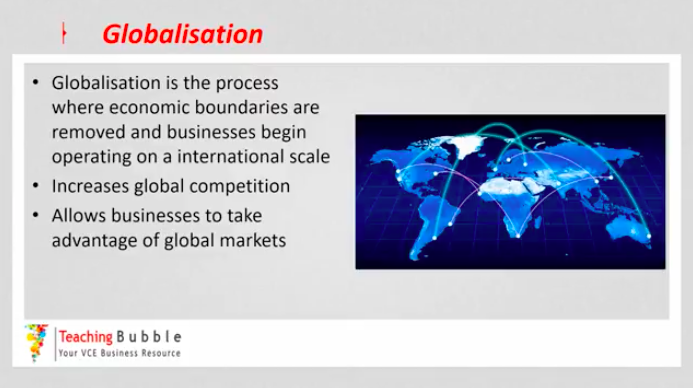 Globalisation
• Globalisation is the process
where economic boundaries are
removed and businesses begin
operating on a international scale
• Increases global competition
• Allows businesses to take
advantage of global markets
Teaching Bubble
Your VCE Business Resource